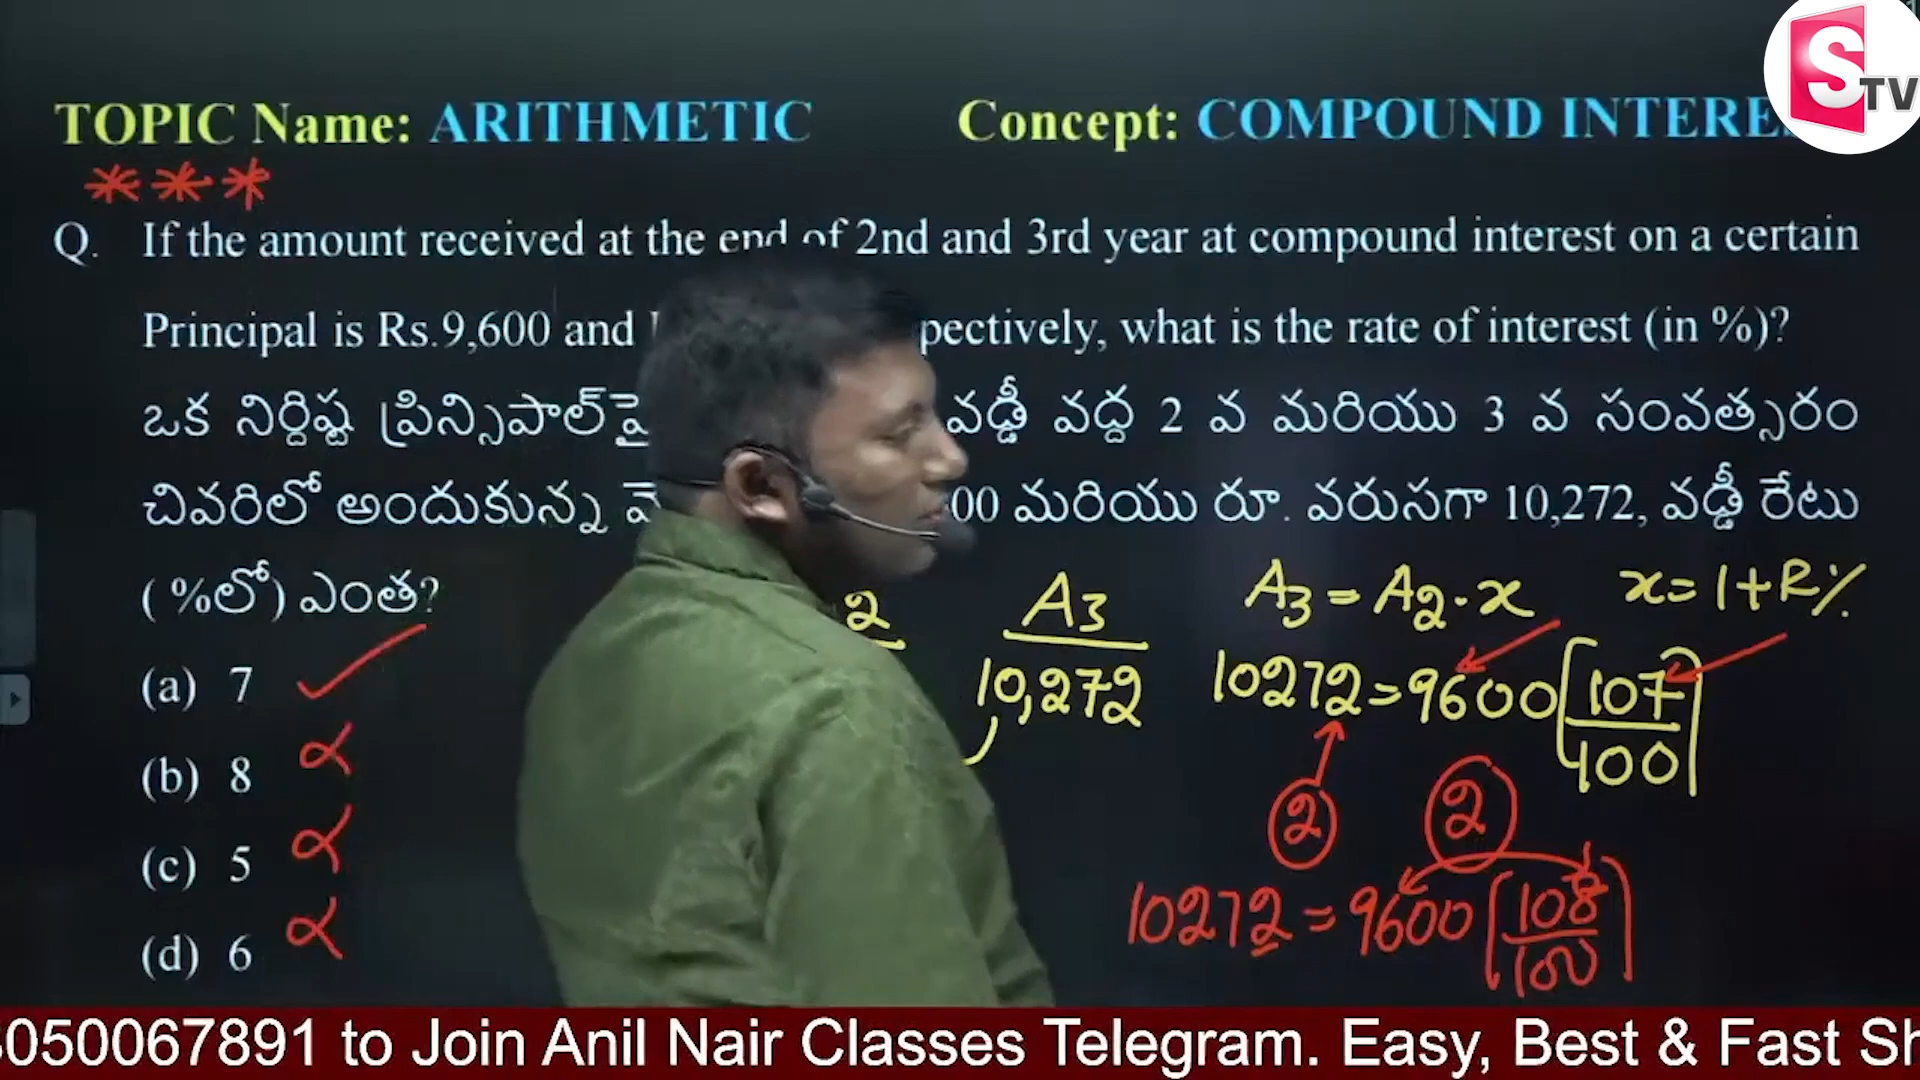 STV
TOPIC Name: ARITHMETIC Concept: COMPOUND
***
Q. If the amount received at the end of 2nd and 3rd year at compound interest on a certain
Principal is Rs.9,600 and what is the rate of interest (in %)?
ఒక నిర్దిష్ట ప్రిన్సిపాల్‌పై వడ్డీ వద్ద 2 వ మరియు 3 వ సంవత్సరం
చివరిలో అందుకున్న 00 మరియు రూ. వరుసగా 10,272, వడ్డీ రేటు
( %లో) ఎంత?
2 A3 A3 = A2.x x=1+R%
(a) 7
10,272 10272=9600[107/100]
(b) 8
2 2
(c) 5
10272=9600[108/100]
(d) 6
050067891 to Join Anil Nair Classes Telegram. Easy, Best & Fast